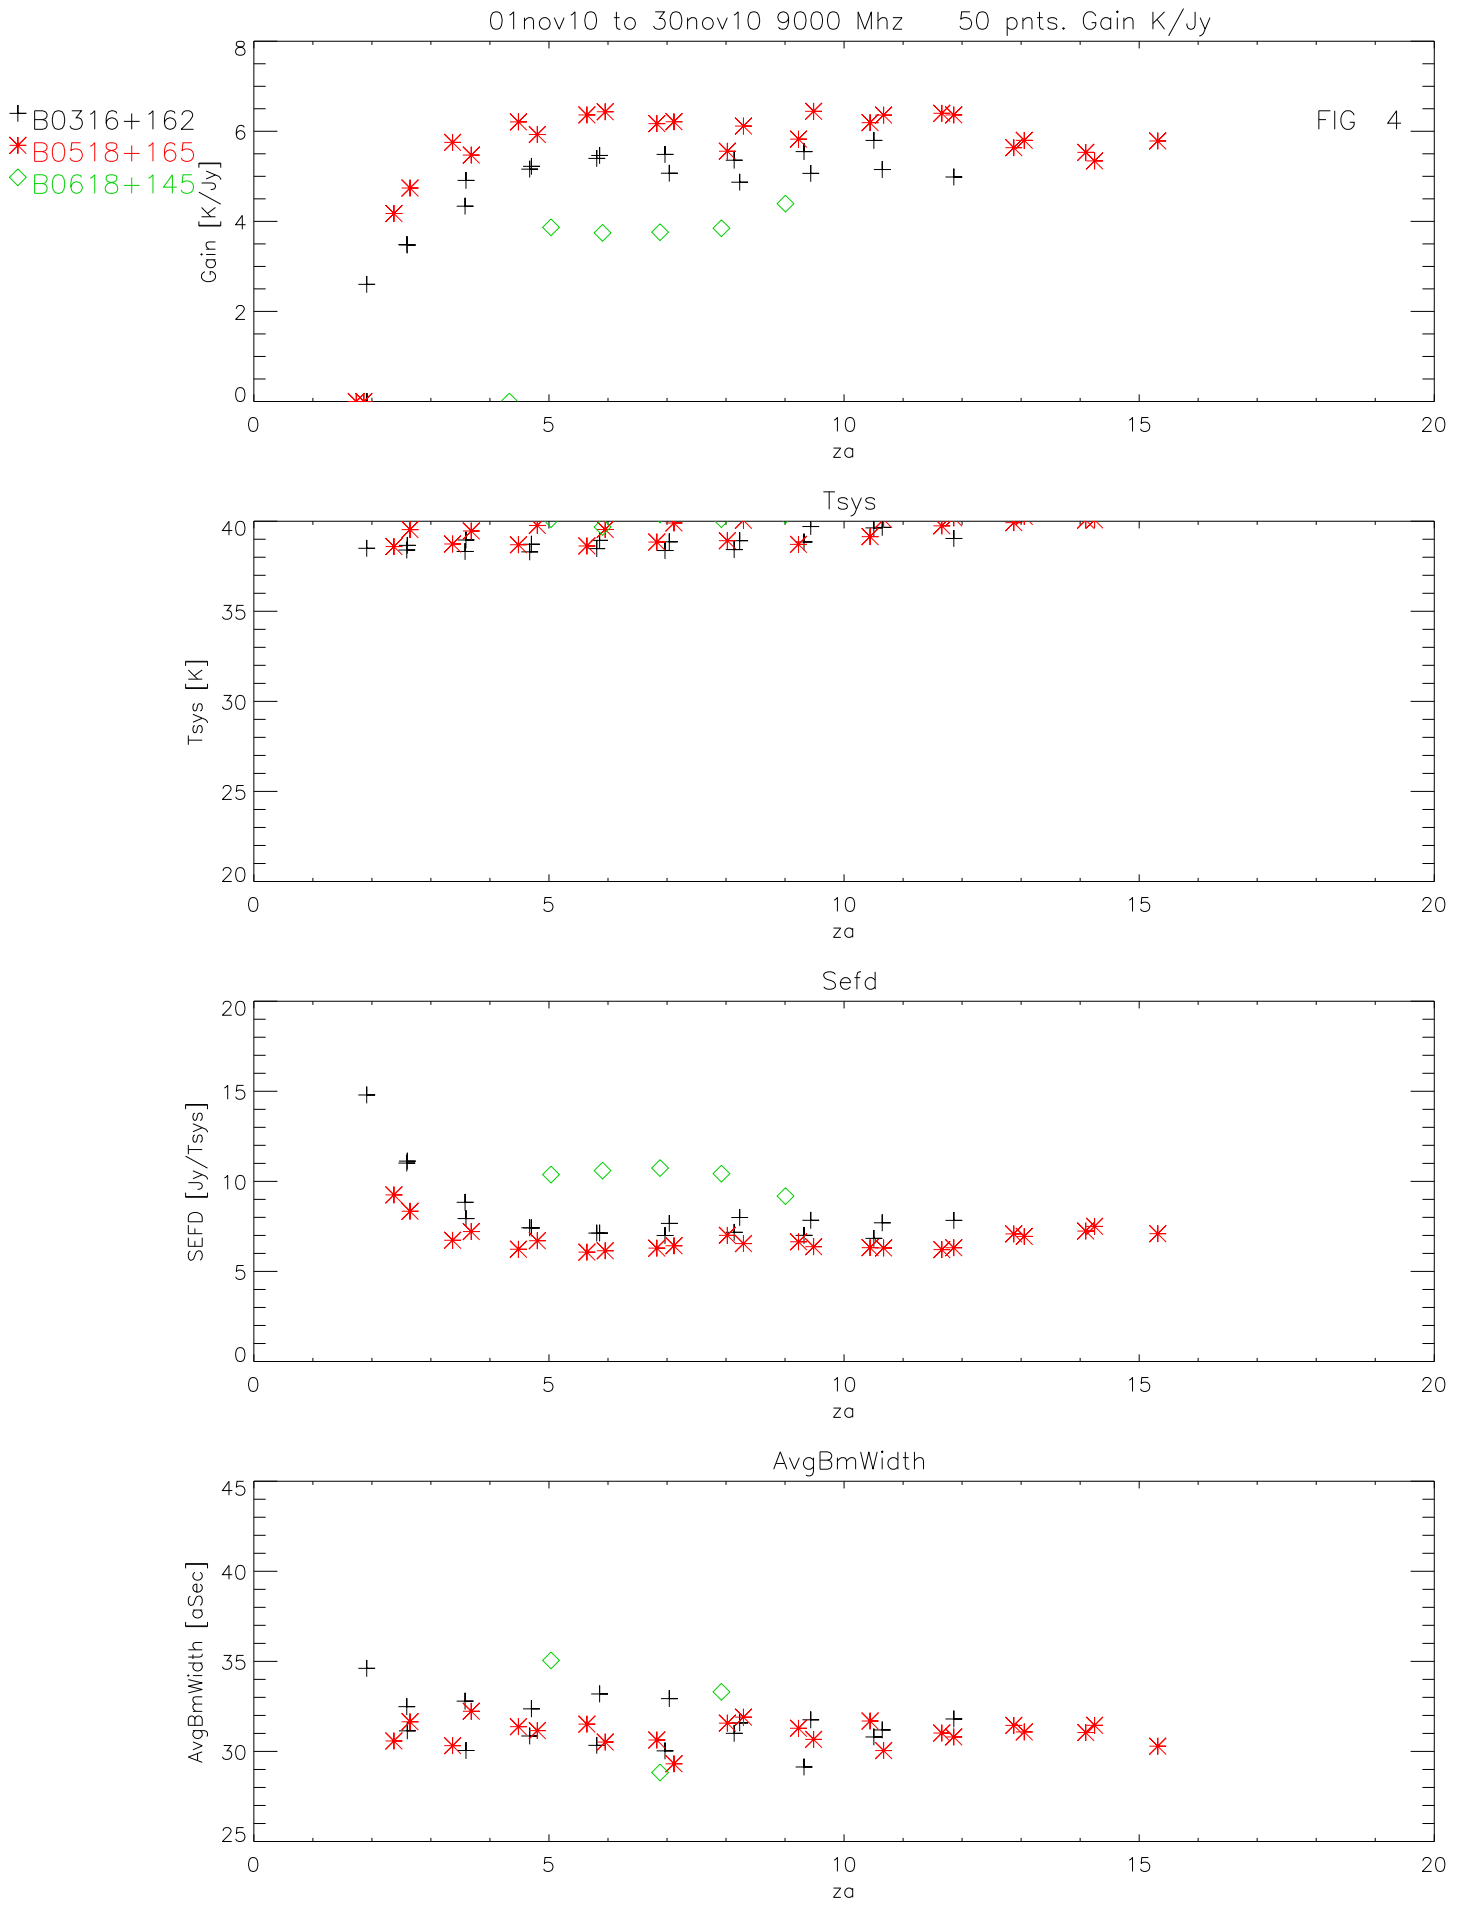 01nov10 to 30nov10 9000 Mhz 50 pnts. Gain K/Jy
B0316+162
B0518+165
B0618+145
FIG 4
Gain [K/Jy]
8
6
4
2
0
0 5 10 15 20
za
Tsys
Tsys [K]
40
35
30
25
20
0 5 10 15 20
za
Sefd
SEFD [Jy/Tsys]
20
15
10
5
0
0 5 10 15 20
za
AvgBmWidth
AvgBmWidth [aSec]
45
40
35
30
25
0 5 10 15 20
za